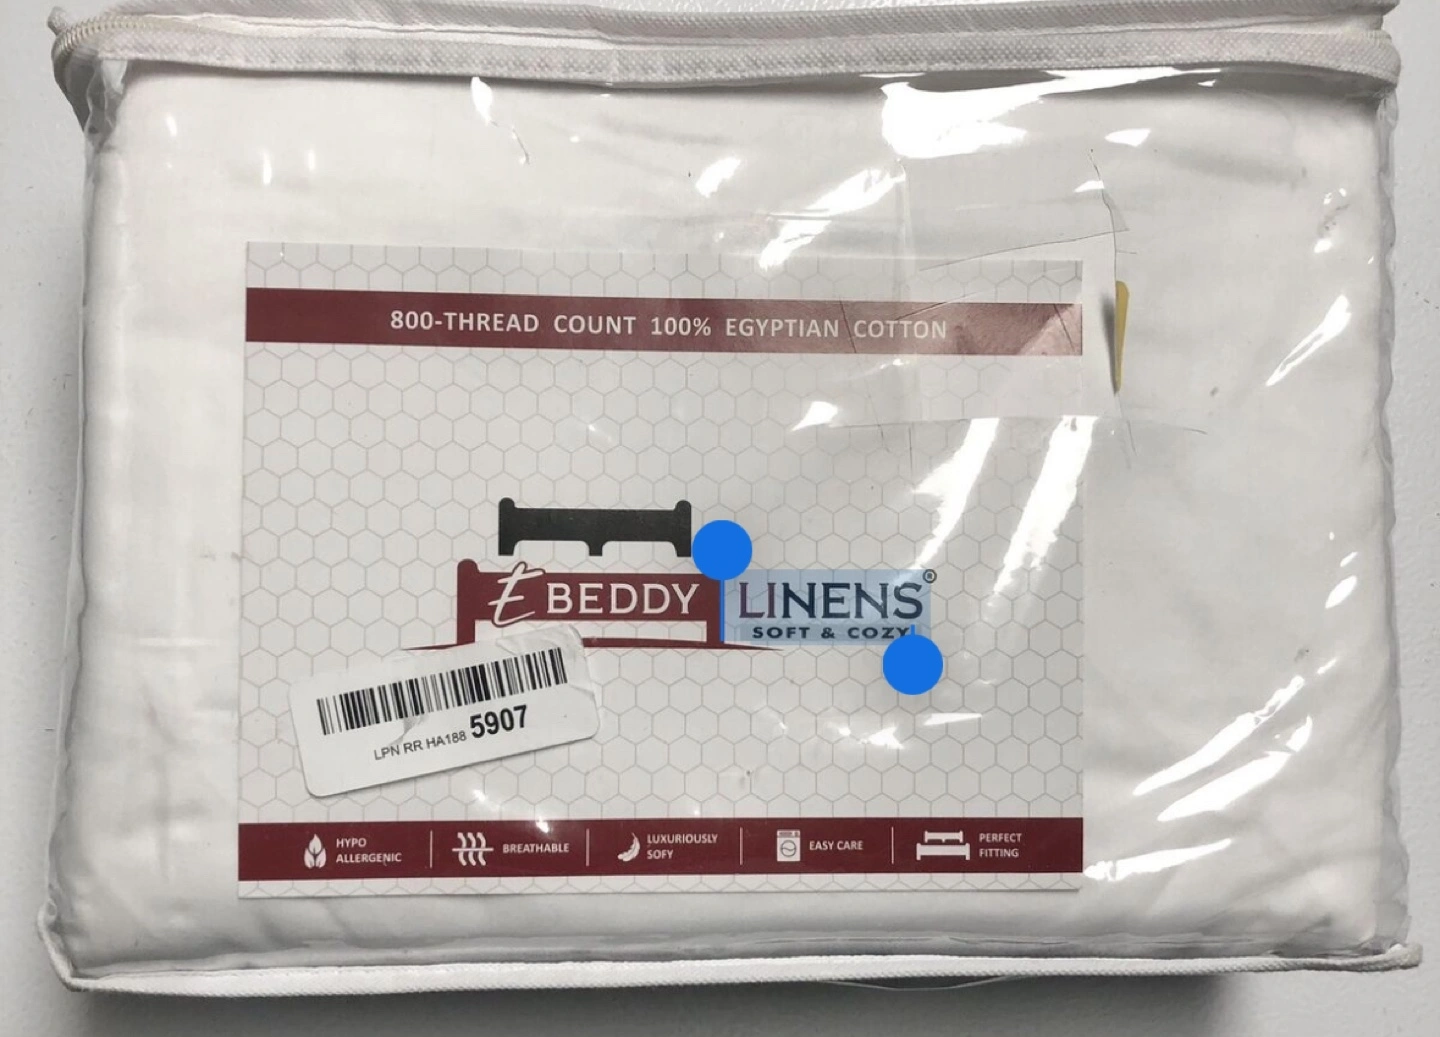 800-THREAD COUNT 100% EGYPTIAN COTTON
E BEDDY LINENS®
SOFT & COZY
LPN RR HA188 5907
HYPO
ALLERGENIC
BREATHABLE
LUXURIOUSLY
SOFY
EASY CARE
PERFECT
FITTING